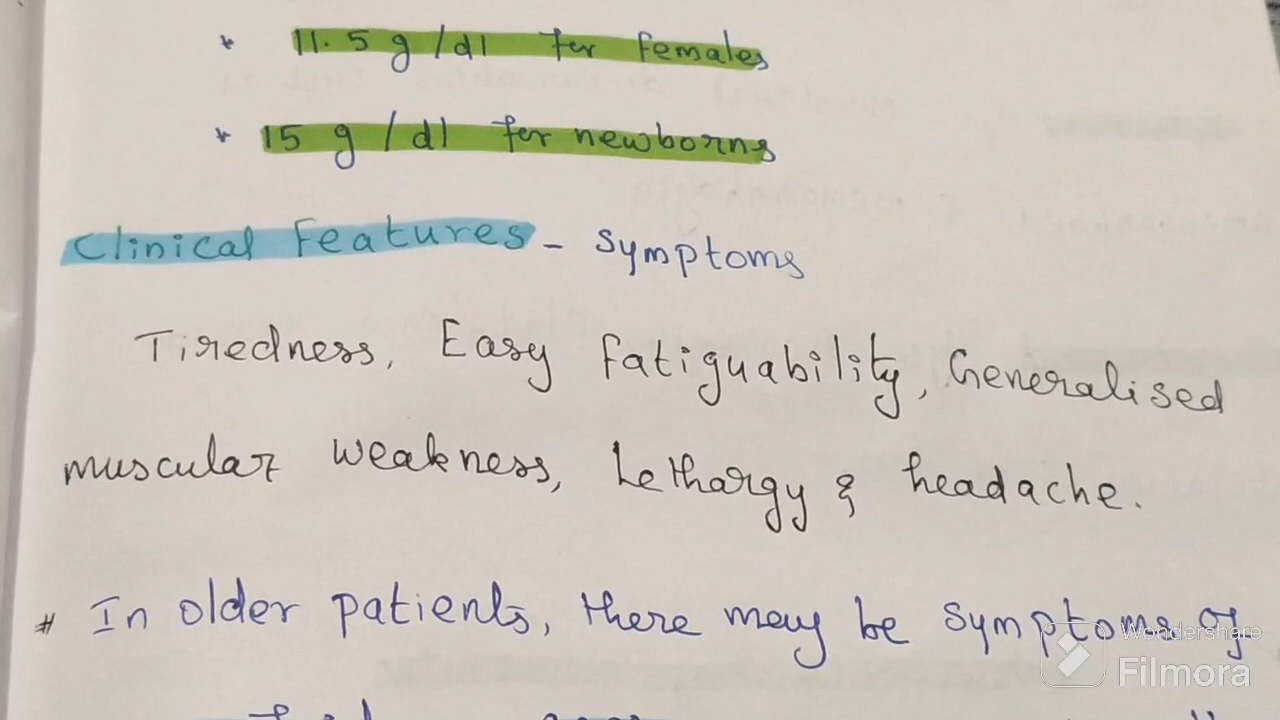 * 11.5 g/dl for females
* 15 g/dl for newborns
Clinical Features - Symptoms
Tiredness, Easy fatiguability, Generalised
muscular weakness, Lethargy & headache.
# In older patients, there may be symptoms of
Wondershare
Filmora